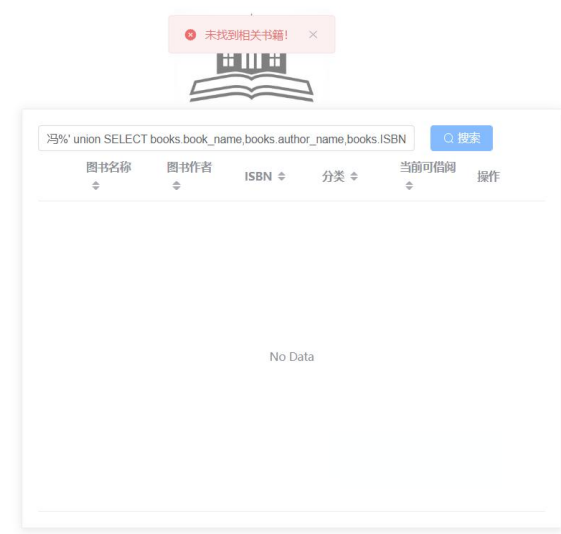 未找到相关书籍!
冯%' union SELECT books.book_name,books.author_name,books.ISBN 搜索
图书名称 图书作者 ISBN 分类 当前可借阅 操作
No Data